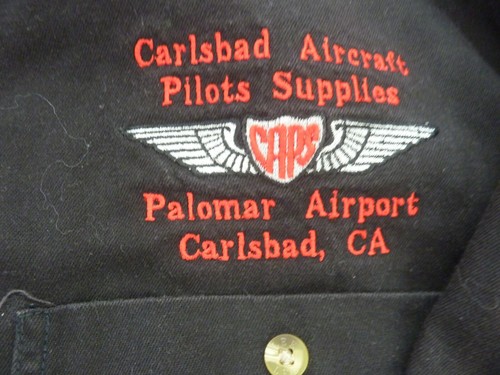 Carlsbad Aircraft
Pilots Supplies
CAPS
Palomar Airport
Carlsbad, CA